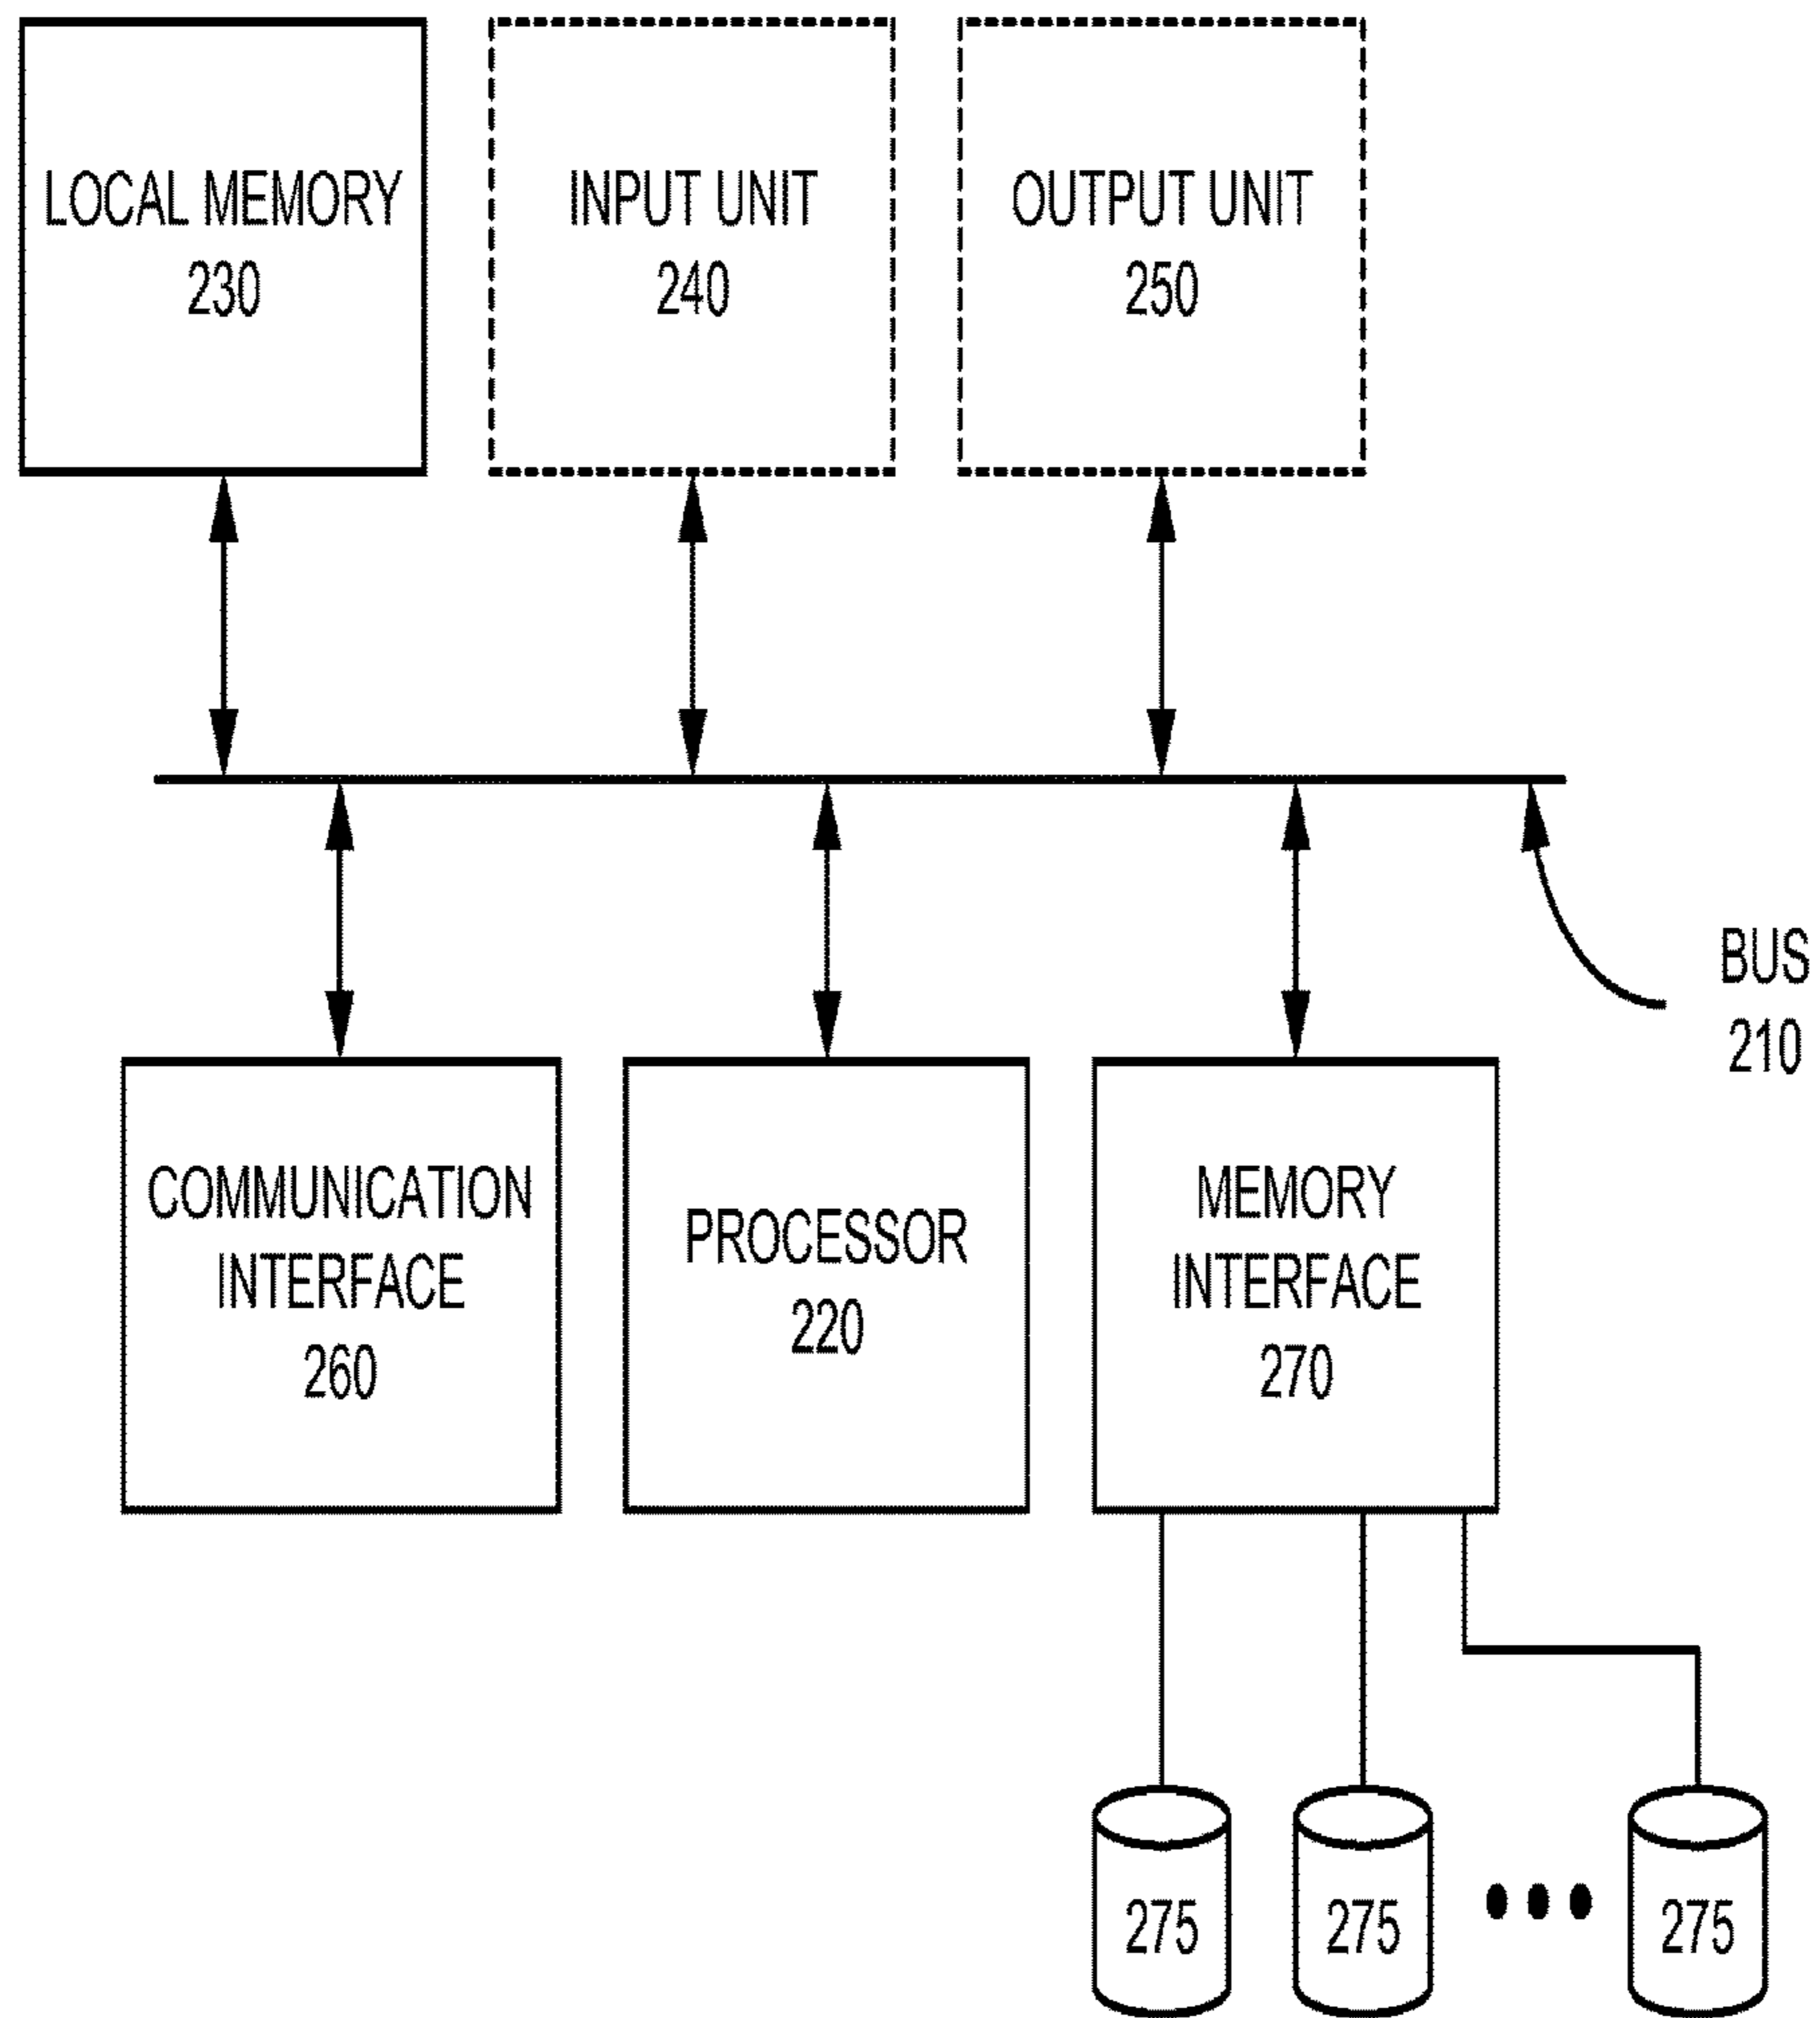 LOCAL MEMORY
230
INPUT UNIT
240
OUTPUT UNIT
250
BUS
210
COMMUNICATION
INTERFACE
260
PROCESSOR
220
MEMORY
INTERFACE
270
275
275
275